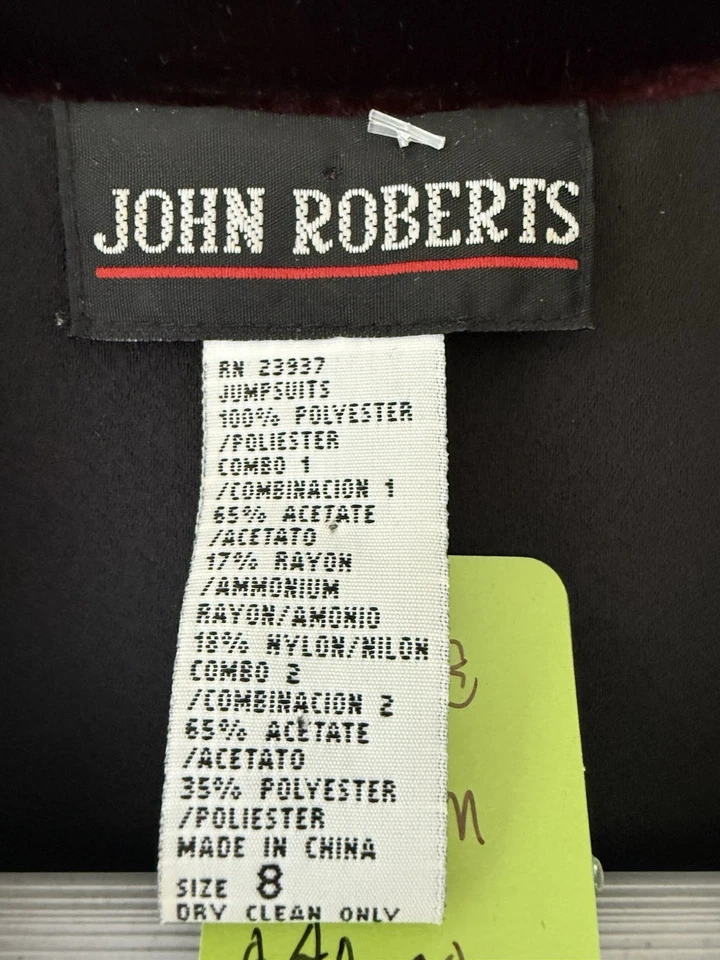 JOHN ROBERTS
RN 23937
JUMPSUITS
100% POLYESTER
/POLIESTER
COMBO 1
/COMBINACION 1
65% ACETATE
/ACETATO
17% RAYON
/AMMONIUM
RAYON/AMONIO
18% NYLON/NILON
COMBO 2
/COMBINACION 2
65% ACETATE
/ACETATO
35% POLYESTER
/POLIESTER
MADE IN CHINA
SIZE 8
DRY CLEAN ONLY